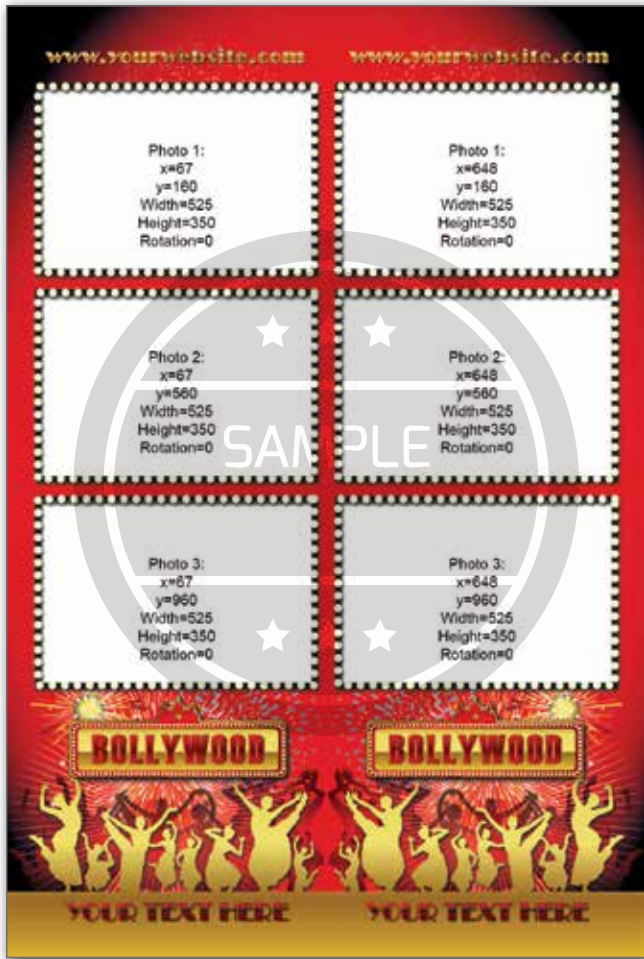 www.yourwebsite.com www.yourwebsite.com
Photo 1:
x=67
y=160
Width=525
Height=350
Rotation=0
Photo 1:
x=648
y=160
Width=525
Height=350
Rotation=0
Photo 2:
x=67
y=560
Width=525
Height=350
Rotation=0
Photo 2:
x=648
y=560
Width=525
Height=350
Rotation=0
SAMPLE
Photo 3:
x=67
y=960
Width=525
Height=350
Rotation=0
Photo 3:
x=648
y=960
Width=525
Height=350
Rotation=0
BOLLYWOOD BOLLYWOOD
YOUR TEXT HERE YOUR TEXT HERE